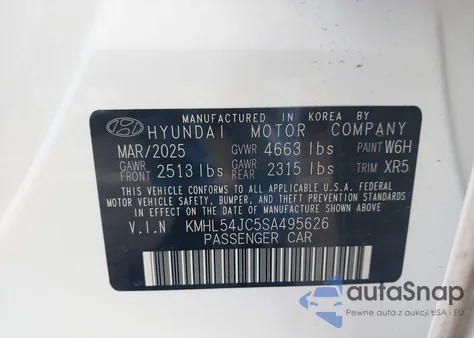 MANUFACTURED IN KOREA BY
HYUNDAI MOTOR COMPANY
MAR/2025 GVWR 4663 lbs PAINT W6H
GAWR FRONT 2513 lbs GAWR REAR 2315 lbs TRIM XR5
THIS VEHICLE CONFORMS TO ALL APPLICABLE U.S.A. FEDERAL
MOTOR VEHICLE SAFETY, BUMPER, AND THEFT PREVENTION
STANDARDS IN EFFECT ON THE DATE OF MANUFACTURE SHOWN ABOVE.
V.I.N KMHL54JC5SA495626
PASSENGER CAR
autaSnap
Pewne auta z aukcji USA i EU